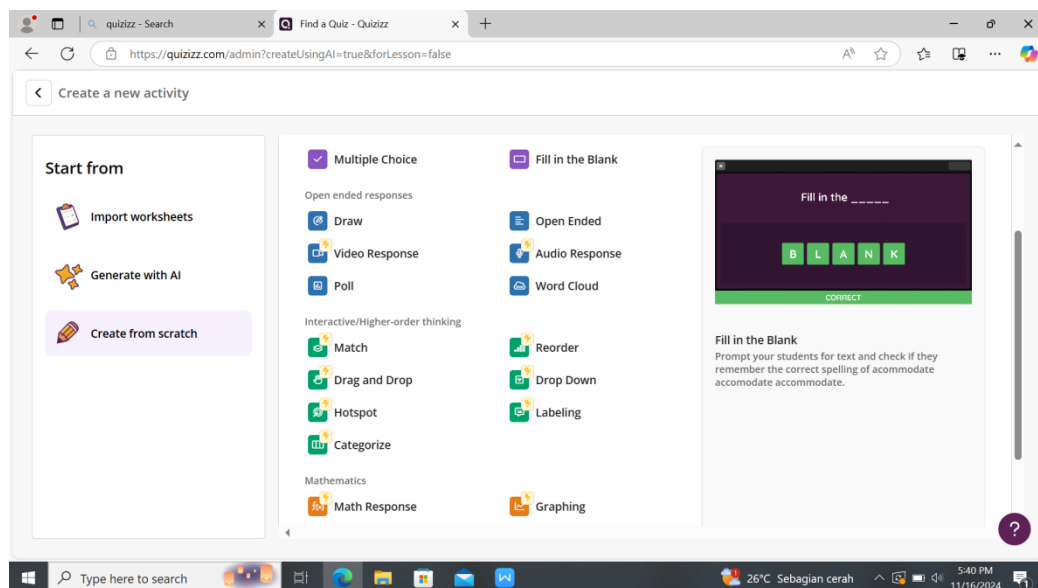 quizizz - Search
Find a Quiz - Quizizz
https://quizizz.com/admin?createUsingAI=true&forLesson=false
Create a new activity
Start from
Import worksheets
Generate with AI
Create from scratch
Multiple Choice
Fill in the Blank
Open ended responses
Draw
Open Ended
Video Response
Audio Response
Poll
Word Cloud
Interactive/Higher-order thinking
Match
Reorder
Drag and Drop
Drop Down
Hotspot
Labeling
Categorize
Mathematics
Math Response
Graphing
Fill in the _____
B L A N K
CORRECT
Fill in the Blank
Prompt your students for text and check if they
remember the correct spelling of acommodate
accomodate accommodate.
?
Type here to search
26°C Sebagian cerah
5:40 PM
11/16/2024